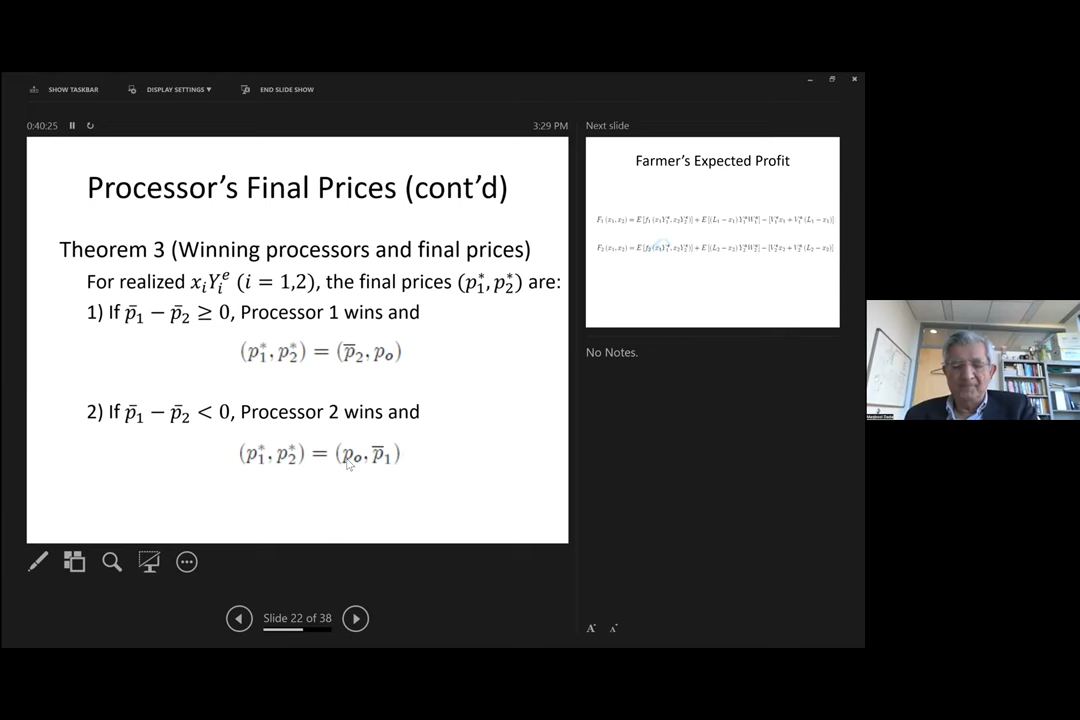 SHOW TASKBAR
DISPLAY SETTINGS ▼
END SLIDE SHOW
0:40:25
3:29 PM
Processor’s Final Prices (cont’d)
Theorem 3 (Winning processors and final prices)
For realized $x_iY_i^e$ ($i = 1,2$), the final prices $(p_1^*, p_2^*)$ are:
1) If $\bar{p}_1 - \bar{p}_2 \geq 0$, Processor 1 wins and
$(p_1^*, p_2^*) = (\bar{p}_2, p_o)$
2) If $\bar{p}_1 - \bar{p}_2 < 0$, Processor 2 wins and
$(p_1^*, p_2^*) = (p_o, \bar{p}_1)$
Slide 22 of 38
Next slide
Farmer’s Expected Profit
No Notes.
A
A